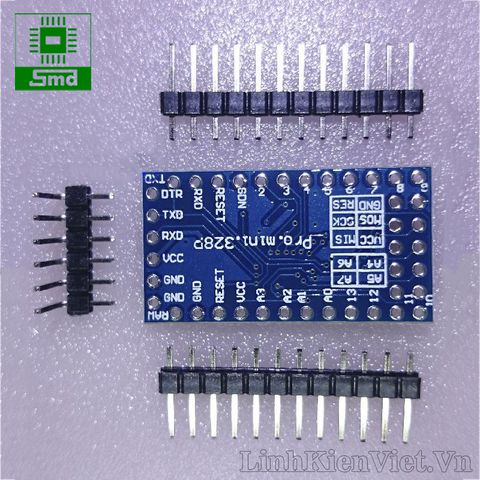 Smd
TXD RXO RESET GND 2 3 4 5 6 7 8 9
DTR
TXD
RXD
VCC
GND
GND
Pro.mini.328P
GND RES
MOS SCK
VCC MIS
A4 A6
A5 A7
RAW GND RESET VCC A3 A2 A1 A0 13 12 11 10
LinhKienViet.Vn